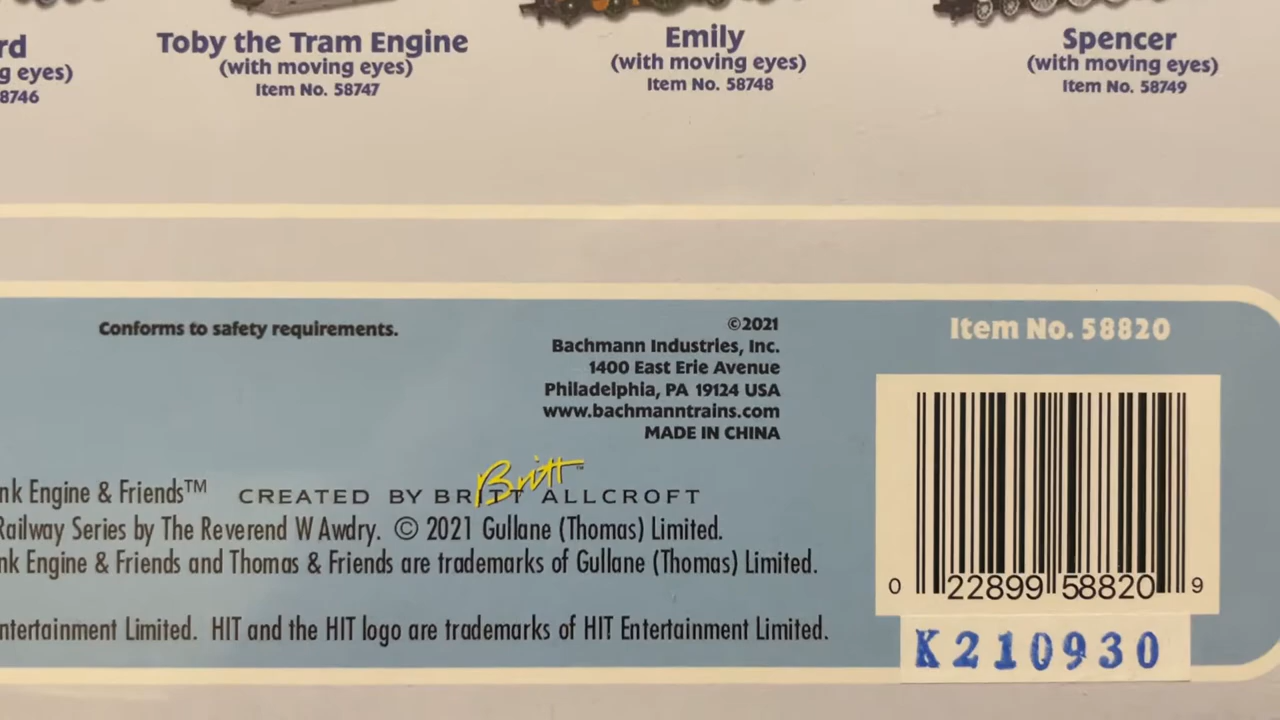 rd
g eyes)
8746
Toby the Tram Engine
(with moving eyes)
Item No. 58747
Emily
(with moving eyes)
Item No. 58748
Spencer
(with moving eyes)
Item No. 58749
Conforms to safety requirements.
©2021
Bachmann Industries, Inc.
1400 East Erie Avenue
Philadelphia, PA 19124 USA
www.bachmanntrains.com
MADE IN CHINA
nk Engine & Friends™ CREATED BY BRITT ALLCROFT
Britt™
Railway Series by The Reverend W Awdry. © 2021 Gullane (Thomas) Limited.
nk Engine & Friends and Thomas & Friends are trademarks of Gullane (Thomas) Limited.
ntertainment Limited. HIT and the HIT logo are trademarks of HIT Entertainment Limited.
Item No. 58820
0 22899 58820 9
K210930